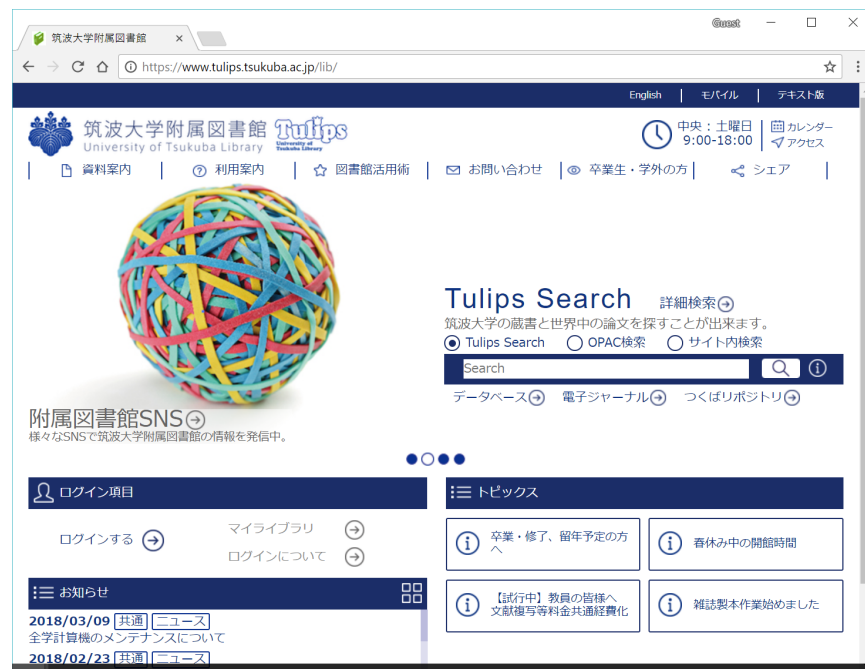 筑波大学附属図書館
Guest
https://www.tulips.tsukuba.ac.jp/lib/
English
モバイル
テキスト版
筑波大学附属図書館 Tulips
University of Tsukuba Library
University of Tsukuba Library
中央：土曜日
9:00-18:00
カレンダー
アクセス
資料案内
利用案内
図書館活用術
お問い合わせ
卒業生・学外の方
シェア
Tulips Search 詳細検索
筑波大学の蔵書と世界中の論文を探すことが出来ます。
Tulips Search OPAC検索 サイト内検索
Search
データベース 電子ジャーナル つくばリポジトリ
附属図書館SNS
様々なSNSで筑波大学附属図書館の情報を発信中。
ログイン項目
ログインする
マイライブラリ
ログインについて
お知らせ
2018/03/09 共通 ニュース
全学計算機のメンテナンスについて
2018/02/23 共通 ニュース
トピックス
卒業・修了、留年予定の方
へ
春休み中の開館時間
【試行中】教員の皆様へ
文献複写等料金共通経費化
雑誌製本作業始めました